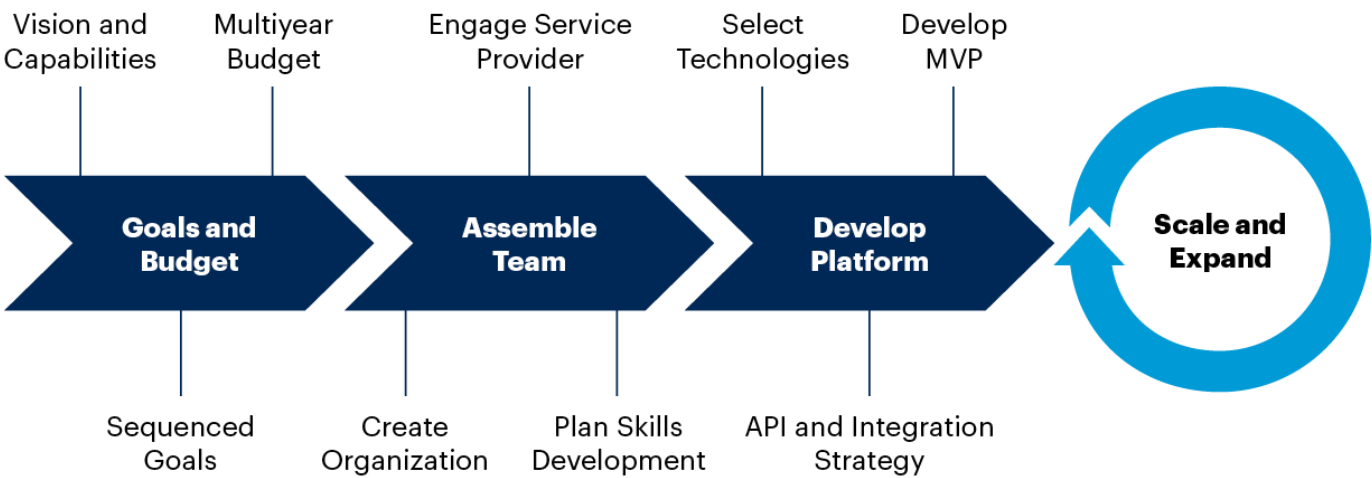 Vision and
Capabilities
Multiyear
Budget
Engage Service
Provider
Select
Technologies
Develop
MVP
Goals and
Budget
Assemble
Team
Develop
Platform
Scale and
Expand
Sequenced
Goals
Create
Organization
Plan Skills
Development
API and Integration
Strategy